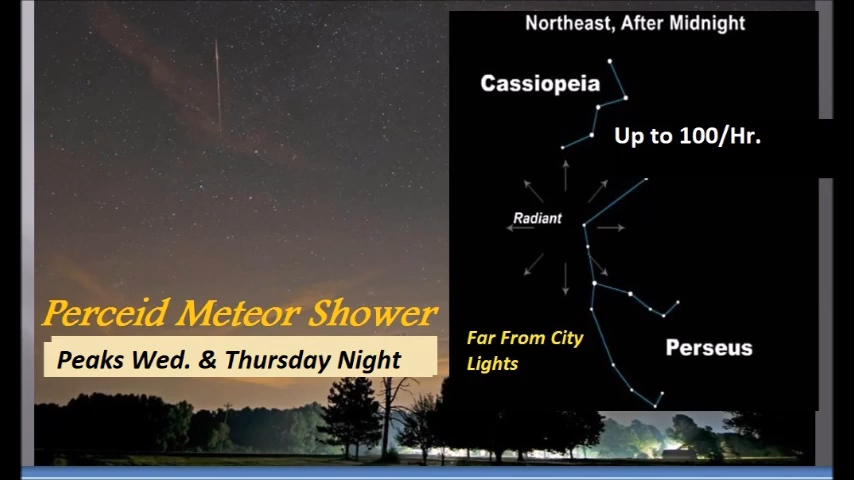 Northeast, After Midnight
Cassiopeia
Up to 100/Hr.
Radiant
Perceid Meteor Shower
Peaks Wed. & Thursday Night
Far From City
Lights
Perseus